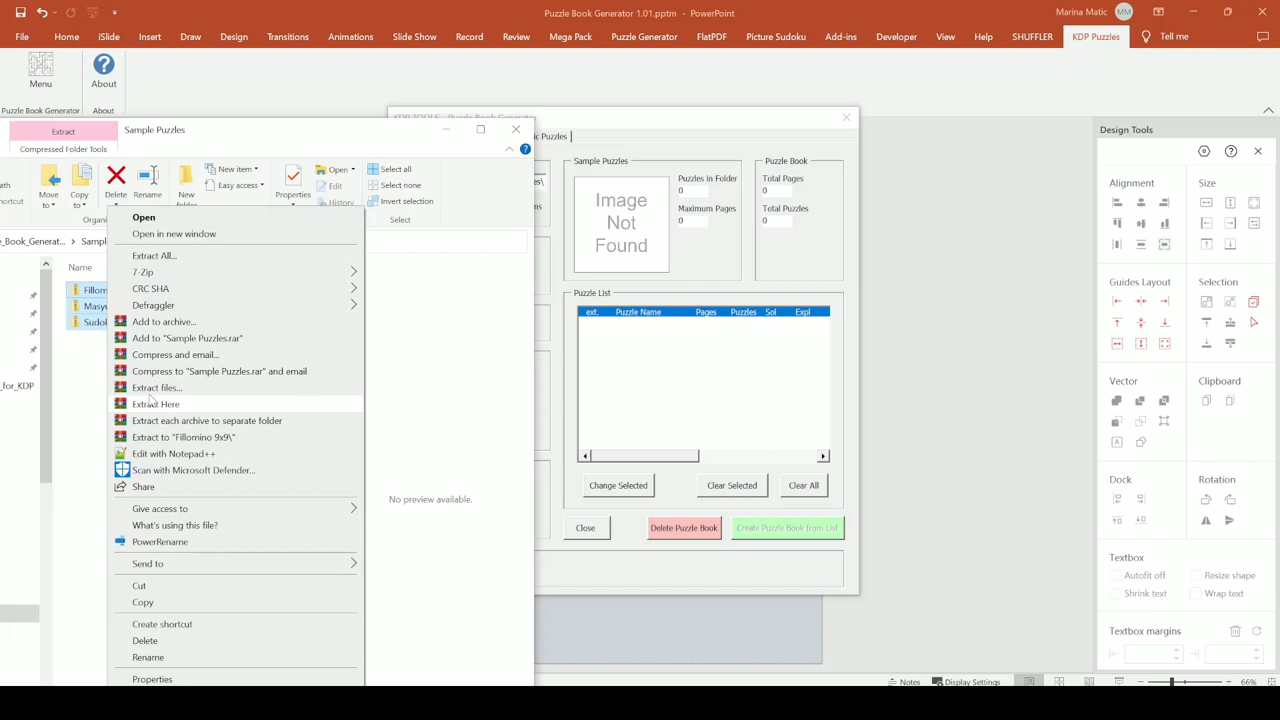 Puzzle Book Generator 1.01.pptm - PowerPoint
Marina Matic MM
File Home iSlide Insert Draw Design Transitions Animations Slide Show Record Review Mega Pack Puzzle Generator FlatPDF Picture Sudoku Add-ins Developer View Help SHUFFLER KDP Puzzles Tell me
Menu
About
Puzzle Book Generator About
Extract Sample Puzzles
Compressed Folder Tools
Move to
Copy to
Delete
Rename
New folder
New item
Easy access
Properties
Open
Edit
History
Select all
Select none
Invert selection
Select
Name
Open
Open in new window
Extract All...
7-Zip
CRC SHA
Defraggler
Add to archive...
Add to "Sample Puzzles.rar"
Compress and email...
Compress to "Sample Puzzles.rar" and email
Extract files...
Extract Here
Extract each archive to separate folder
Extract to "Fillomino 9x9\"
Edit with Notepad++
Scan with Microsoft Defender...
Share
Give access to
What's using this file?
PowerRename
Send to
Cut
Copy
Create shortcut
Delete
Rename
Properties
No preview available.
Sample Puzzles
Image
Not
Found
Puzzles in Folder
0
Maximum Pages
0
Puzzle Book
Total Pages
0
Total Puzzles
0
Puzzle List
ext. Puzzle Name Pages Puzzles Sol Expl
Change Selected Clear Selected Clear All
Close Delete Puzzle Book Create Puzzle Book from List
Design Tools
Alignment Size
Guides Layout Selection
Vector Clipboard
Dock Rotation
Textbox
Autofit off Resize shape
Shrink text Wrap text
Textbox margins
Notes Display Settings 66%